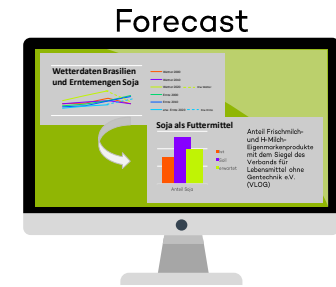 Forecast
Wetterdaten Brasilien
und Erntemengen Soja
Soja als Futtermittel
Ist
Soll
erwartet
Anteil Soja
Anteil Frischmilch-
und H-Milch-
Eigenmarkenprodukte
mit dem Siegel des
Verbands für
Lebensmittel ohne
Gentechnik e.V.
(VLOG)